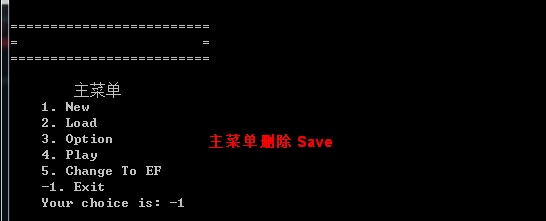 =========================
= =
=========================
主菜单
1. New
2. Load
3. Option
主菜单删除 Save
4. Play
5. Change To EF
-1. Exit
Your choice is: -1